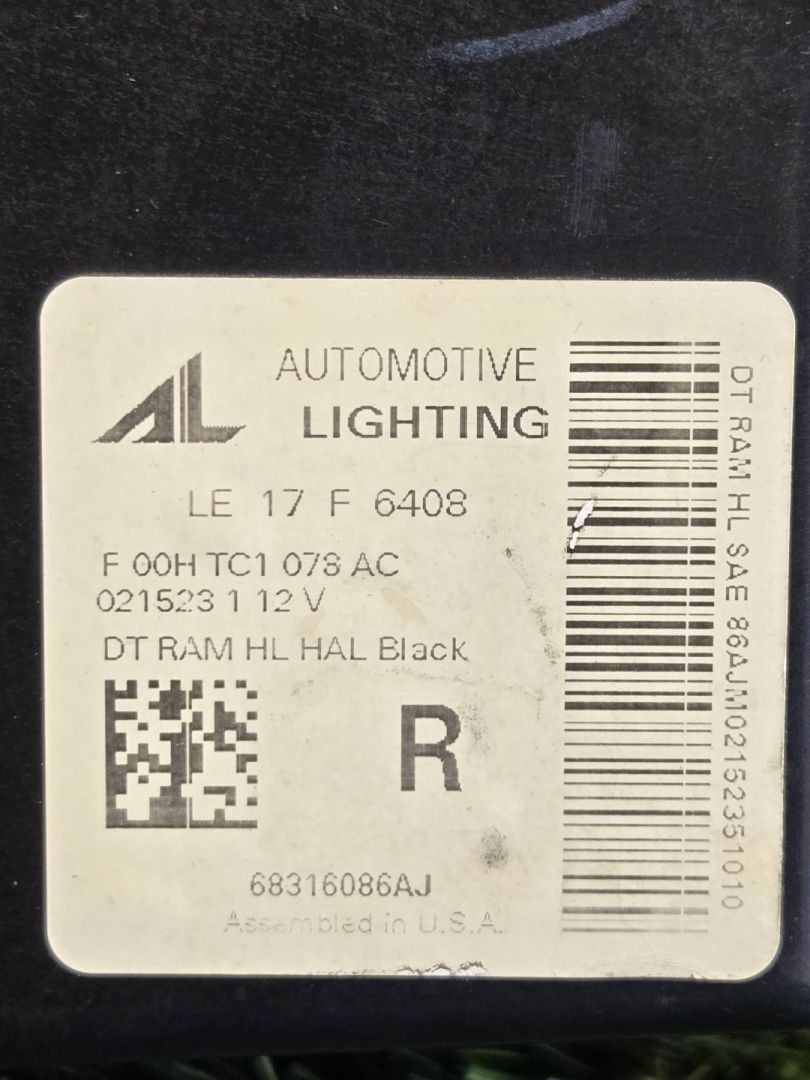 AL
AUTOMOTIVE
LIGHTING
LE 17 F 6408
F 00H TC1 078 AC
021523 1 12 V
DT RAM HL HAL Black
R
68316086AJ
Assembled in U.S.A.
DT RAM HL SAE 86AJM02152351010